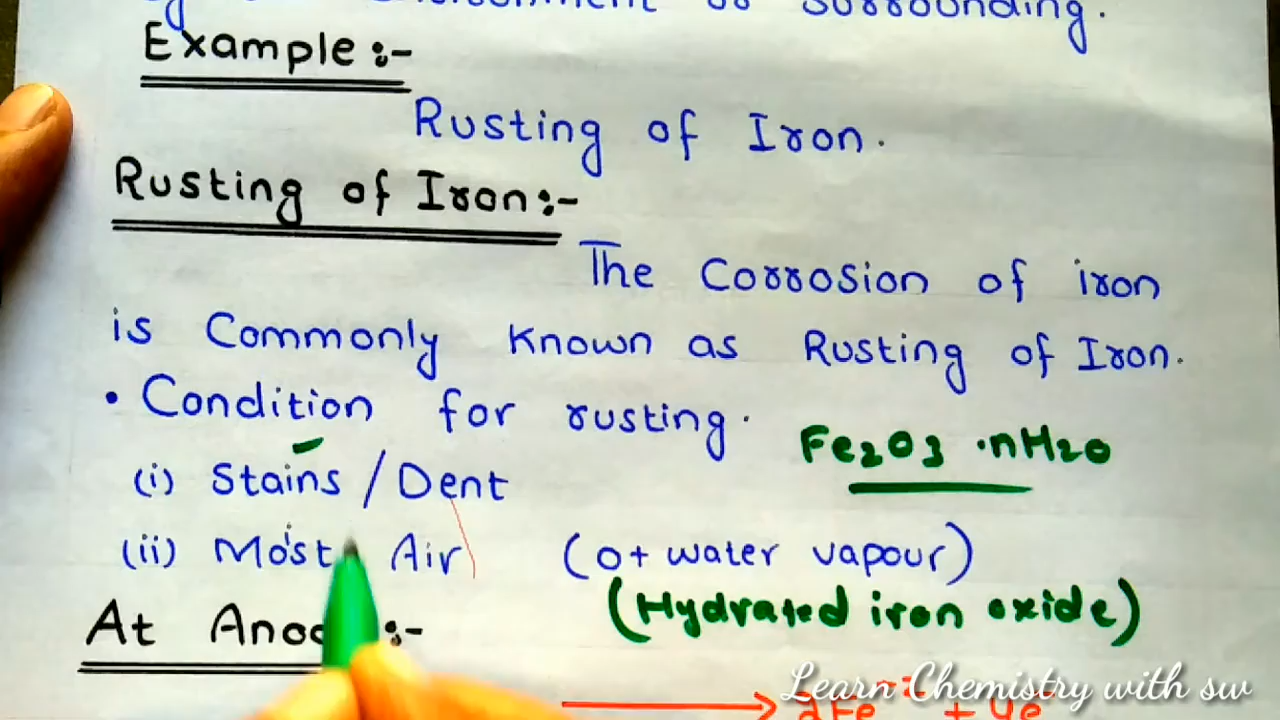 Surrounding.
Example:-
Rusting of Iron.
Rusting of Iron:-
The Corrosion of iron
is Commonly Known as Rusting of Iron.
• Condition for rusting.
Fe2O3 .nH2O
(i) Stains / Dent
(ii) Moist Air (O+ water vapour)
(Hydrated iron oxide)
At :-
Learn Chemistry with sw